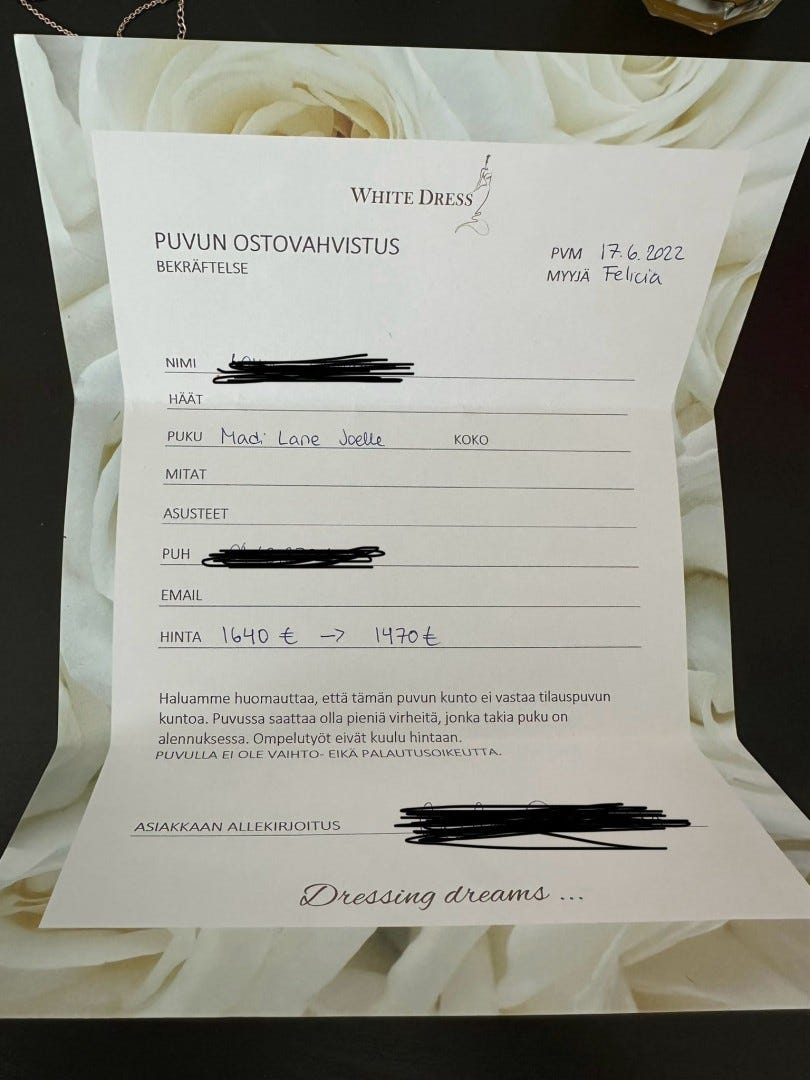 WHITE DRESS
PUVUN OSTOVAHVISTUS
BEKRÄFTELSE
PVM 17.6.2022
MYYJÄ Felicia
NIMI
HÄÄT
PUKU Madi Lane Joelle KOKO
MITAT
ASUSTEET
PUH
EMAIL
HINTA 1640 € -> 1470 €
Haluamme huomauttaa, että tämän puvun kunto ei vastaa tilauspuvun
kuntoa. Puvussa saattaa olla pieniä virheitä, jonka takia puku on
alennuksessa. Ompelutyöt eivät kuulu hintaan.
PUVULLA EI OLE VAIHTO- EIKÄ PALAUTUSOIKEUTTA.
ASIAKKAAN ALLEKIRJOITUS
Dressing dreams ...